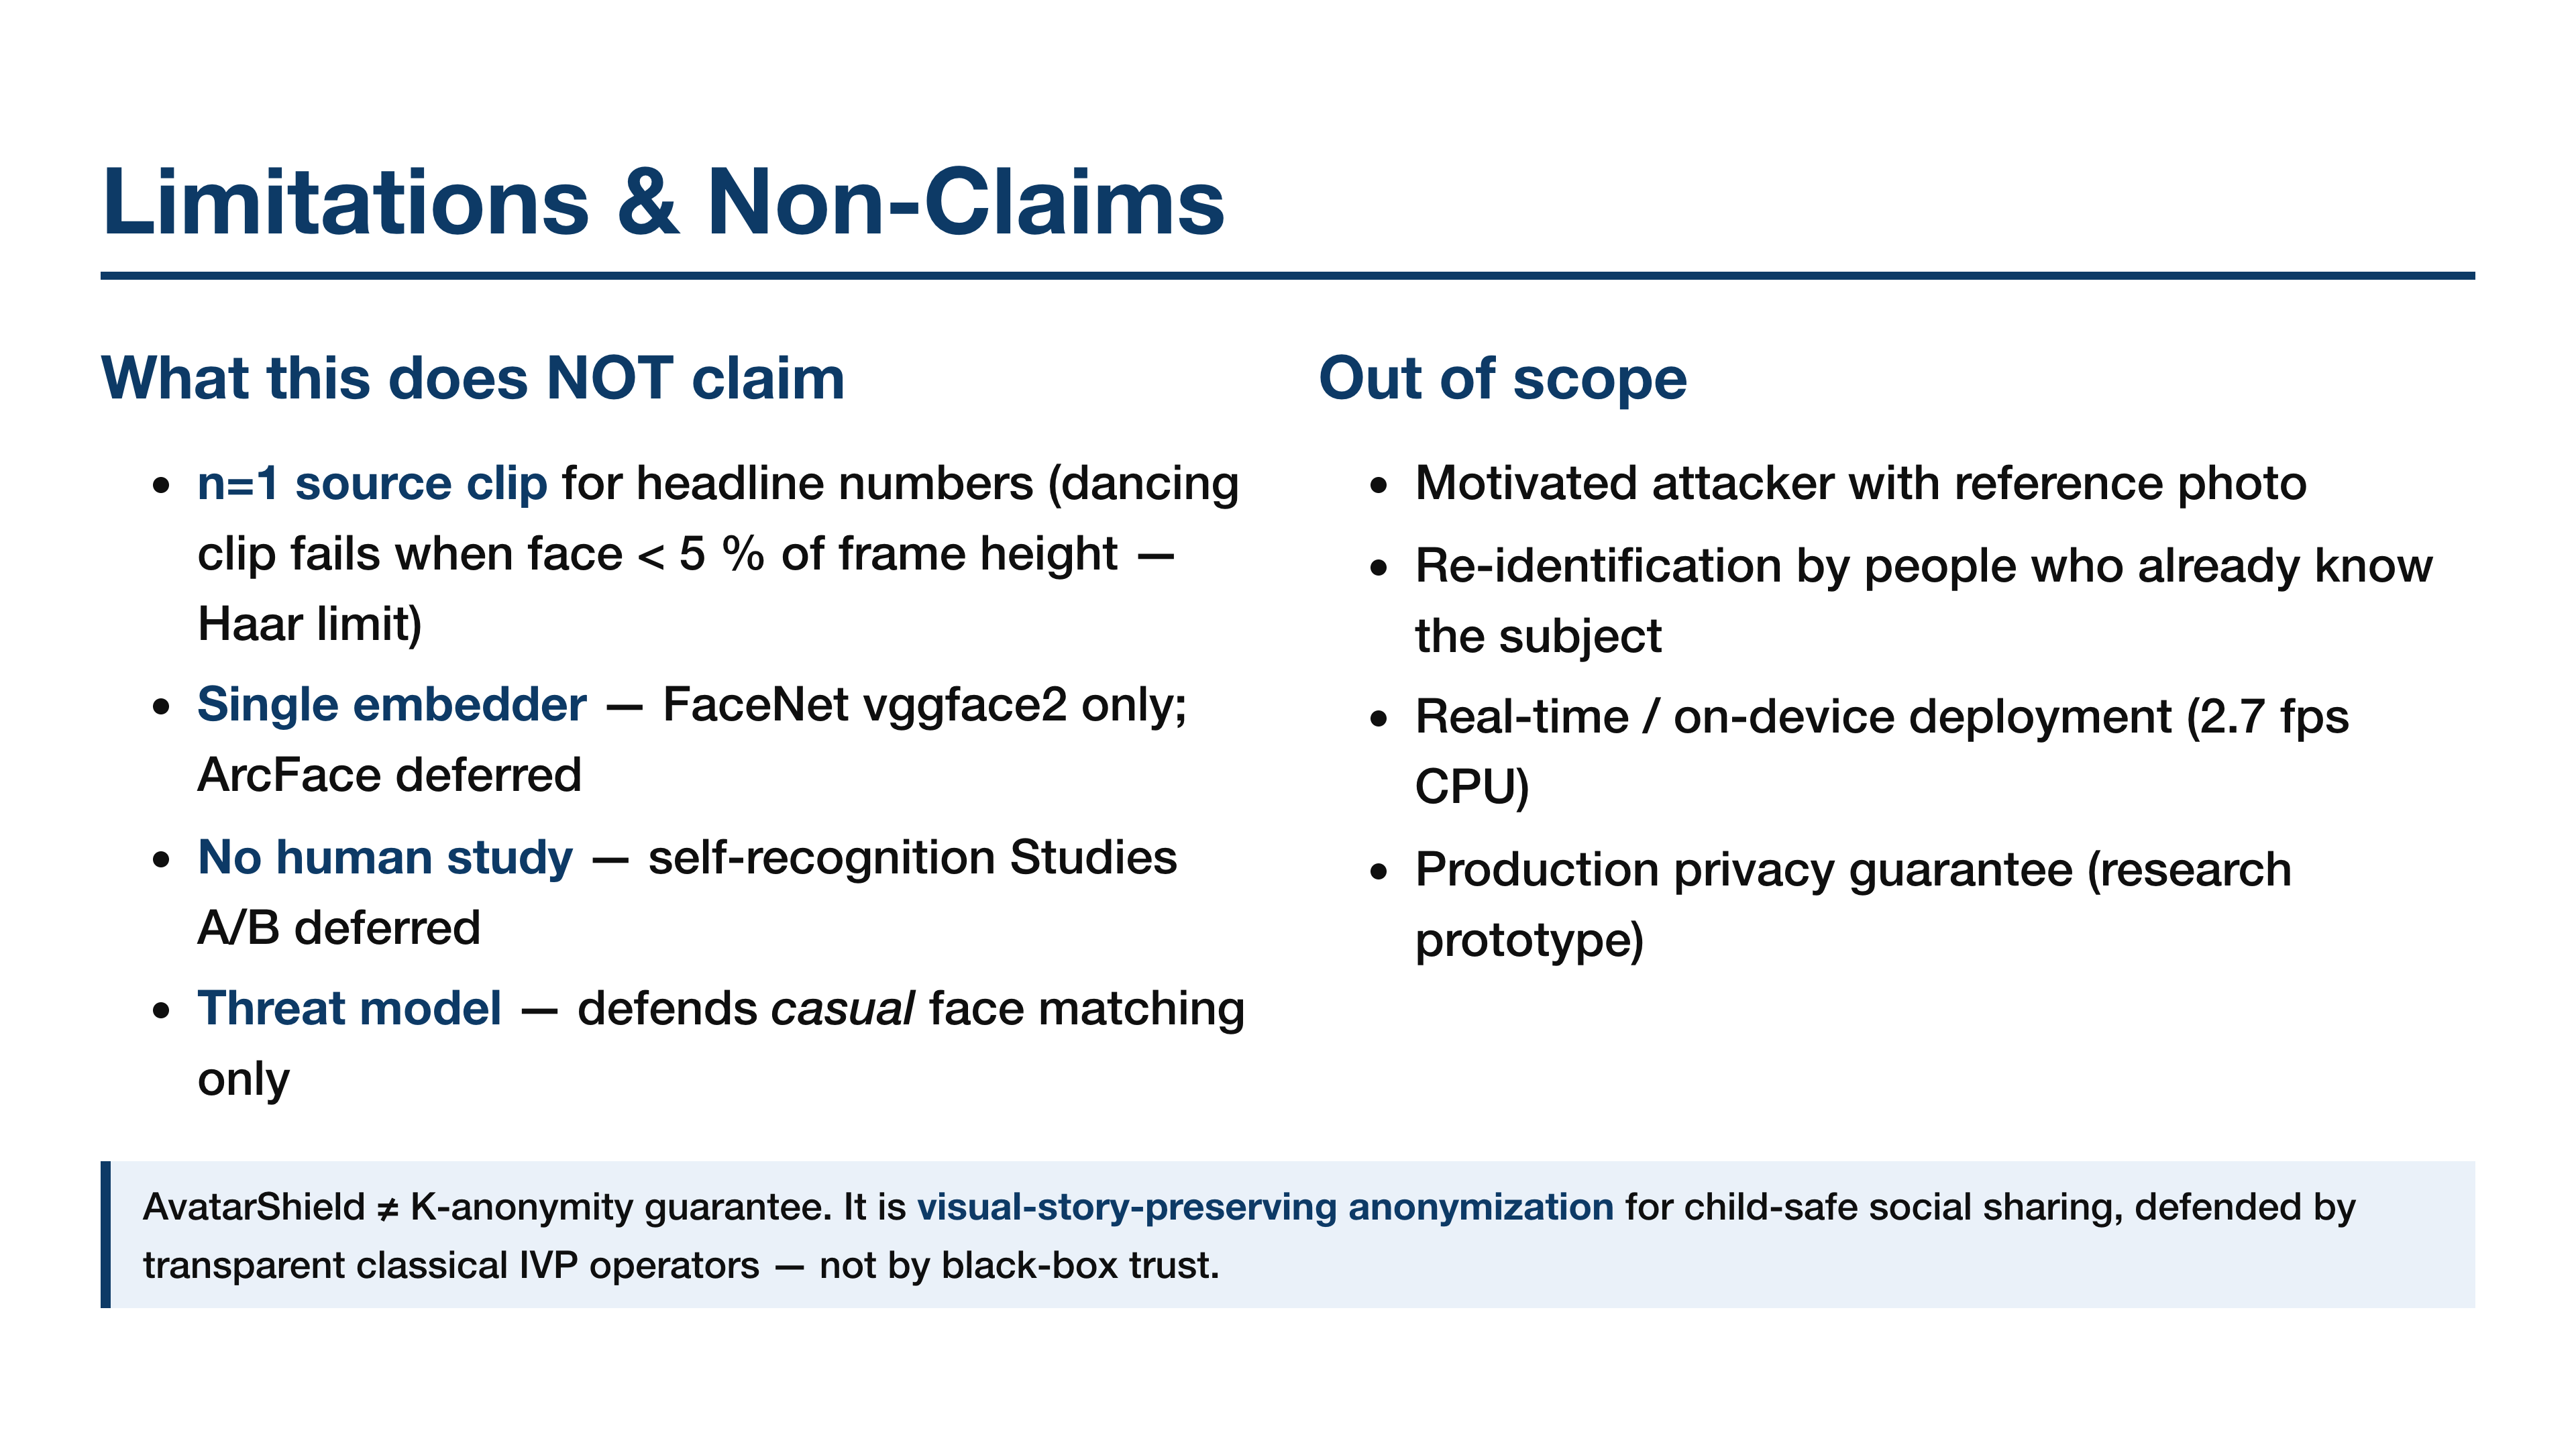 Limitations & Non-Claims
What this does NOT claim
• n=1 source clip for headline numbers (dancing
clip fails when face < 5 % of frame height —
Haar limit)
• Single embedder — FaceNet vggface2 only;
ArcFace deferred
• No human study — self-recognition Studies
A/B deferred
• Threat model — defends casual face matching
only
Out of scope
• Motivated attacker with reference photo
• Re-identification by people who already know
the subject
• Real-time / on-device deployment (2.7 fps
CPU)
• Production privacy guarantee (research
prototype)
AvatarShield ≠ K-anonymity guarantee. It is visual-story-preserving anonymization for child-safe social sharing, defended by
transparent classical IVP operators — not by black-box trust.